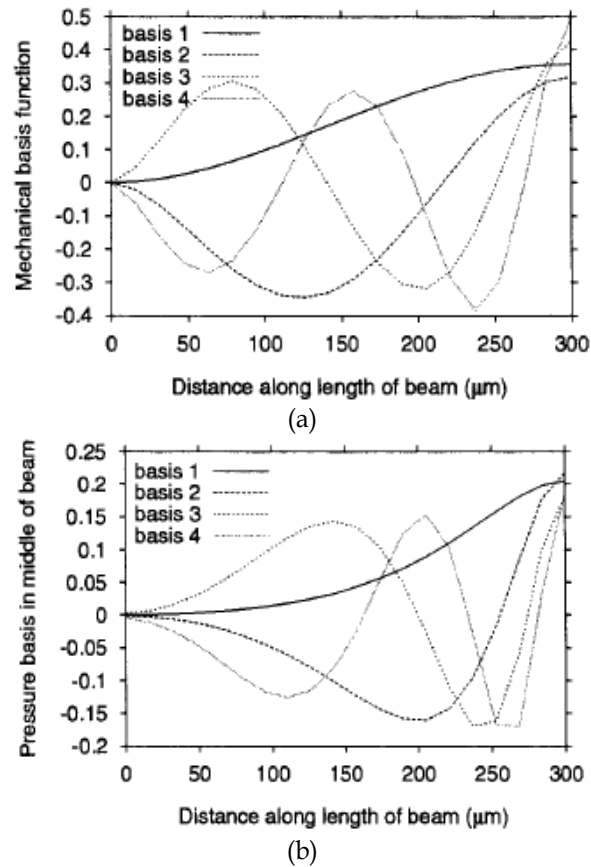 Mechanical basis function
0.5
0.4
0.3
0.2
0.1
0
-0.1
-0.2
-0.3
-0.4
basis 1
basis 2
basis 3
basis 4
0 50 100 150 200 250 300
Distance along length of beam (μm)
(a)
Pressure basis in middle of beam
0.25
0.2
0.15
0.1
0.05
0
-0.05
-0.1
-0.15
-0.2
basis 1
basis 2
basis 3
basis 4
0 50 100 150 200 250 300
Distance along length of beam (μm)
(b)